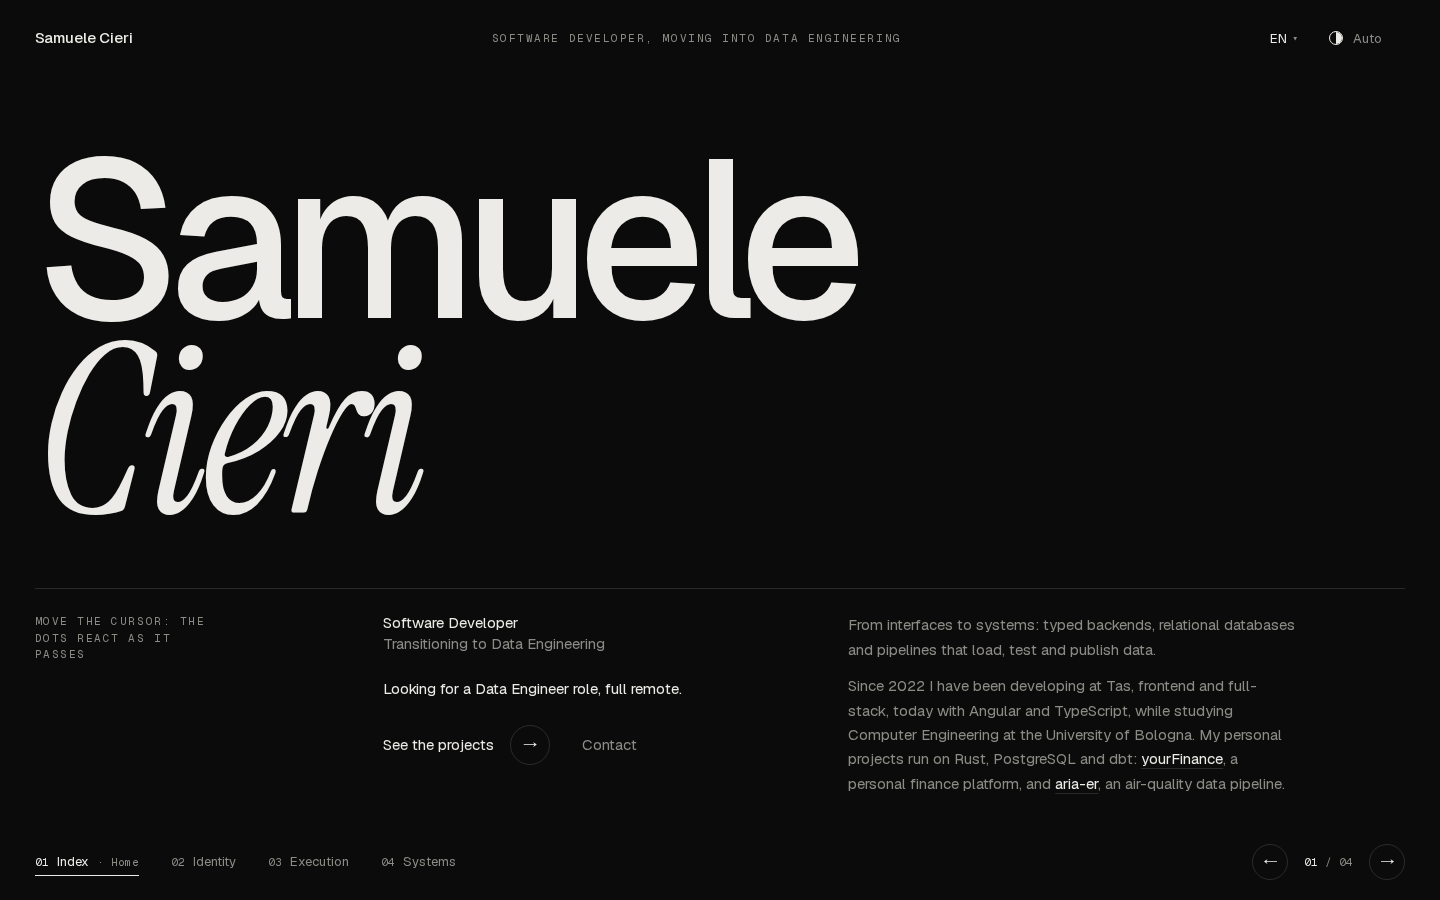 Samuele Cieri
SOFTWARE DEVELOPER, MOVING INTO DATA ENGINEERING
EN
Auto
Samuele
Cieri
MOVE THE CURSOR: THE
DOTS REACT AS IT
PASSES
Software Developer
Transitioning to Data Engineering
Looking for a Data Engineer role, full remote.
See the projects →
Contact
From interfaces to systems: typed backends, relational databases
and pipelines that load, test and publish data.
Since 2022 I have been developing at Tas, frontend and full-
stack, today with Angular and TypeScript, while studying
Computer Engineering at the University of Bologna. My personal
projects run on Rust, PostgreSQL and dbt: yourFinance, a
personal finance platform, and aria-er, an air-quality data pipeline.
01 Index · Home
02 Identity
03 Execution
04 Systems
← 01 / 04 →